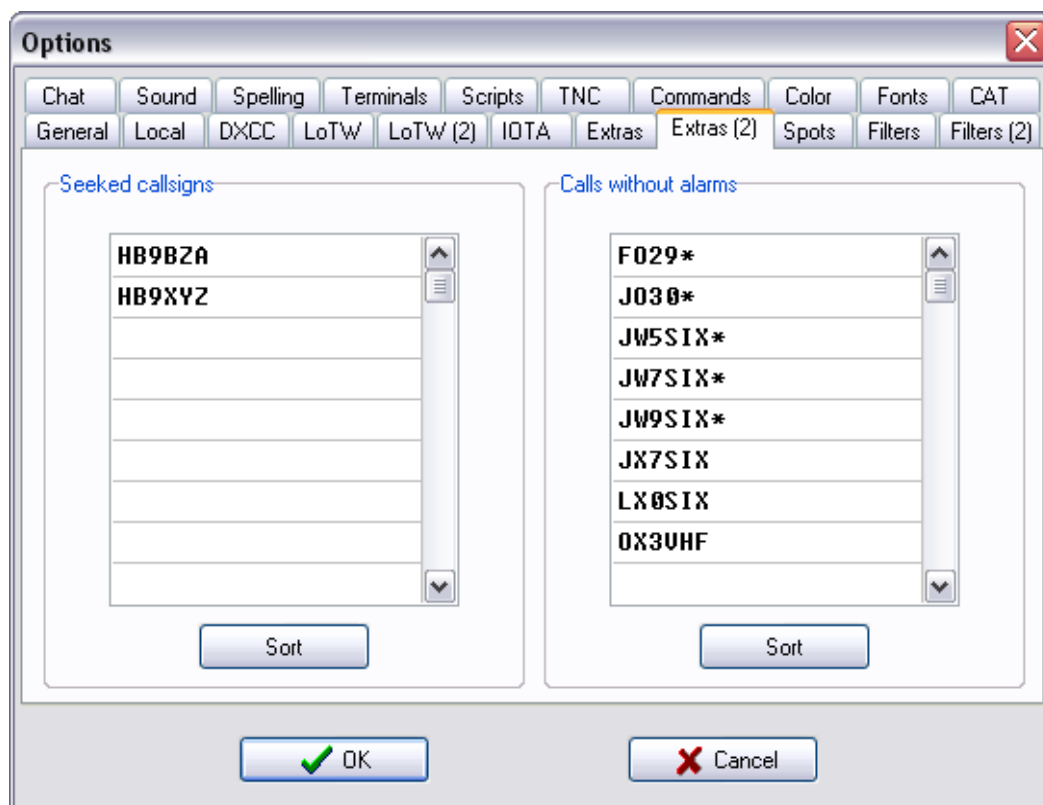 Options
Chat Sound Spelling Terminals Scripts TNC Commands Color Fonts CAT
General Local DXCC LoTW LoTW (2) IOTA Extras Extras (2) Spots Filters Filters (2)
Seeked callsigns
HB9BZA
HB9XYZ
Sort
Calls without alarms
FO29*
JO30*
JW5SIX*
JW7SIX*
JW9SIX*
JX7SIX
LX0SIX
OX3VHF
Sort
OK
Cancel